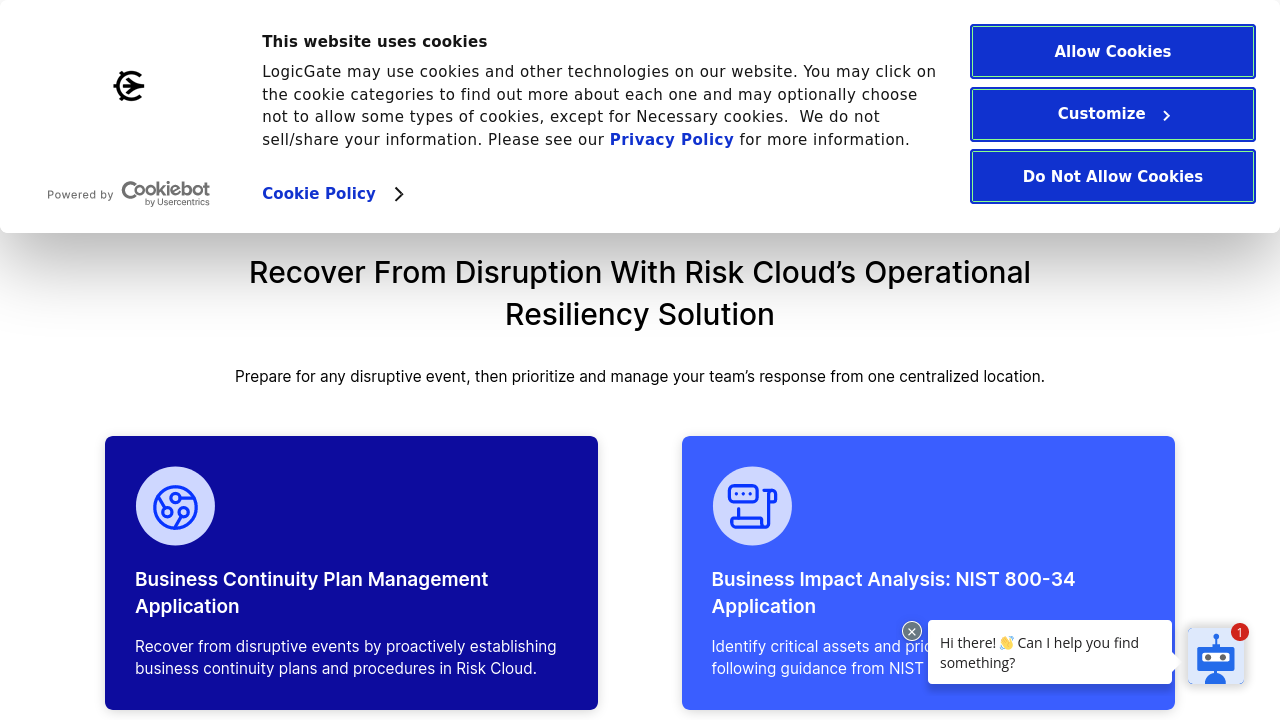 This website uses cookies
LogicGate may use cookies and other technologies on our website. You may click on
the cookie categories to find out more about each one and may optionally choose
not to allow some types of cookies, except for Necessary cookies.  We do not
sell/share your information. Please see our Privacy Policy for more information.
Cookie Policy
Powered by Cookiebot
by Usercentrics
Allow Cookies
Customize
Do Not Allow Cookies
Recover From Disruption With Risk Cloud’s Operational
Resiliency Solution
Prepare for any disruptive event, then prioritize and manage your team’s response from one centralized location.
Business Continuity Plan Management
Application
Recover from disruptive events by proactively establishing
business continuity plans and procedures in Risk Cloud.
Business Impact Analysis: NIST 800-34
Application
Identify critical assets and
following guidance from NIST
Hi there! 👋 Can I help you find
something?
1